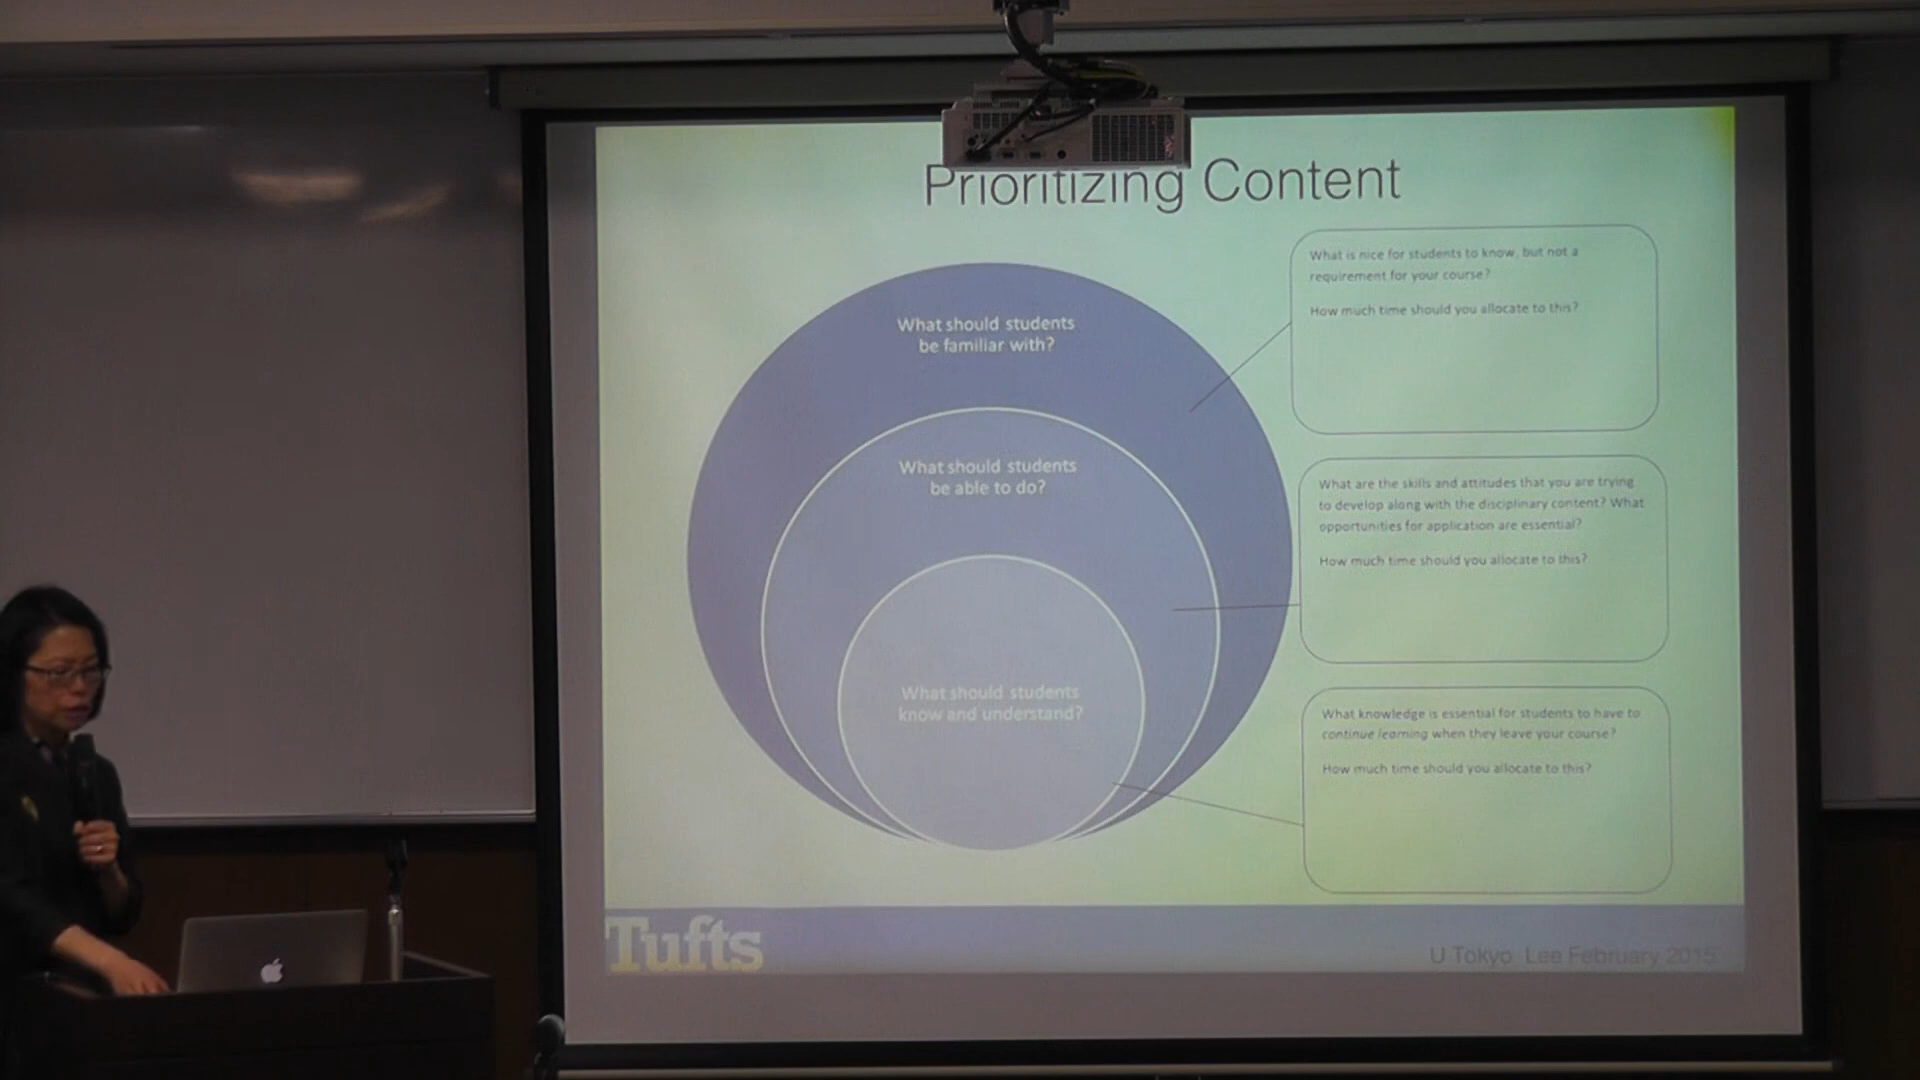 Prioritizing Content
What should students
be familiar with?
What should students
be able to do?
What should students
know and understand?
What is nice for students to know, but not a
requirement for your course?
How much time should you allocate to this?
What are the skills and attitudes that you are trying
to develop along with the disciplinary content? What
opportunities for application are essential?
How much time should you allocate to this?
What knowledge is essential for students to have to
continue learning when they leave your course?
How much time should you allocate to this?
Tufts
U Tokyo Lee February 2015